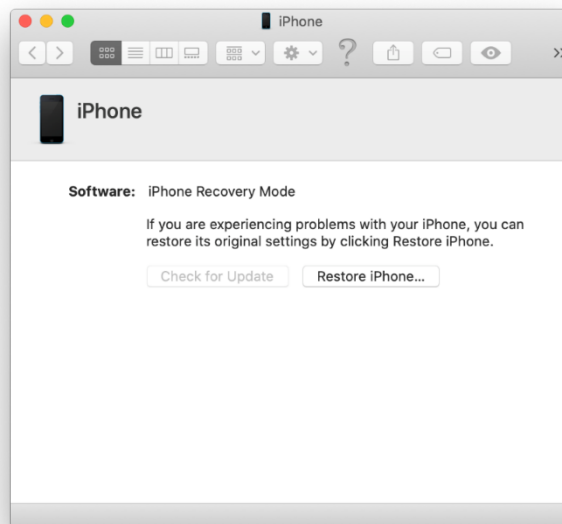 iPhone
iPhone
Software: iPhone Recovery Mode
If you are experiencing problems with your iPhone, you can
restore its original settings by clicking Restore iPhone.
Check for Update Restore iPhone...